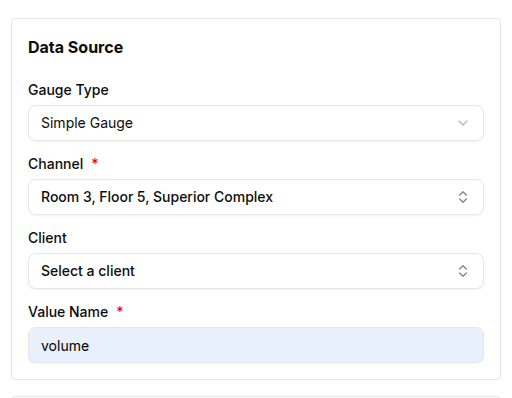 Data Source
Gauge Type
Simple Gauge
Channel *
Room 3, Floor 5, Superior Complex
Client
Select a client
Value Name *
volume